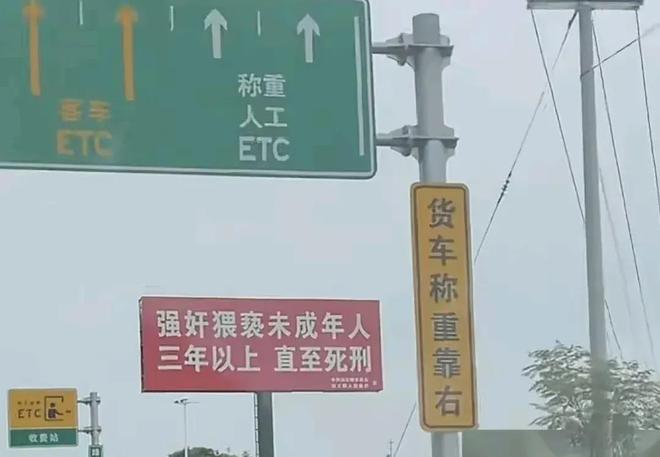 客车
ETC
称重
人工
ETC
货车称重靠右
强奸猥亵未成年人
三年以上 直至死刑
ETC
收费站